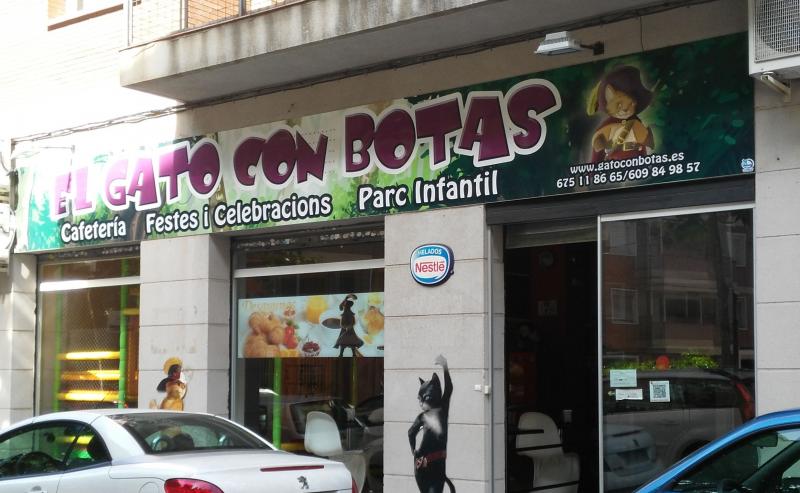 EL GATO CON BOTAS
Cafetería Festes i Celebracions Parc Infantil
www.gatoconbotas.es
675 11 86 65/609 84 98 57
HELADOS
Nestlé